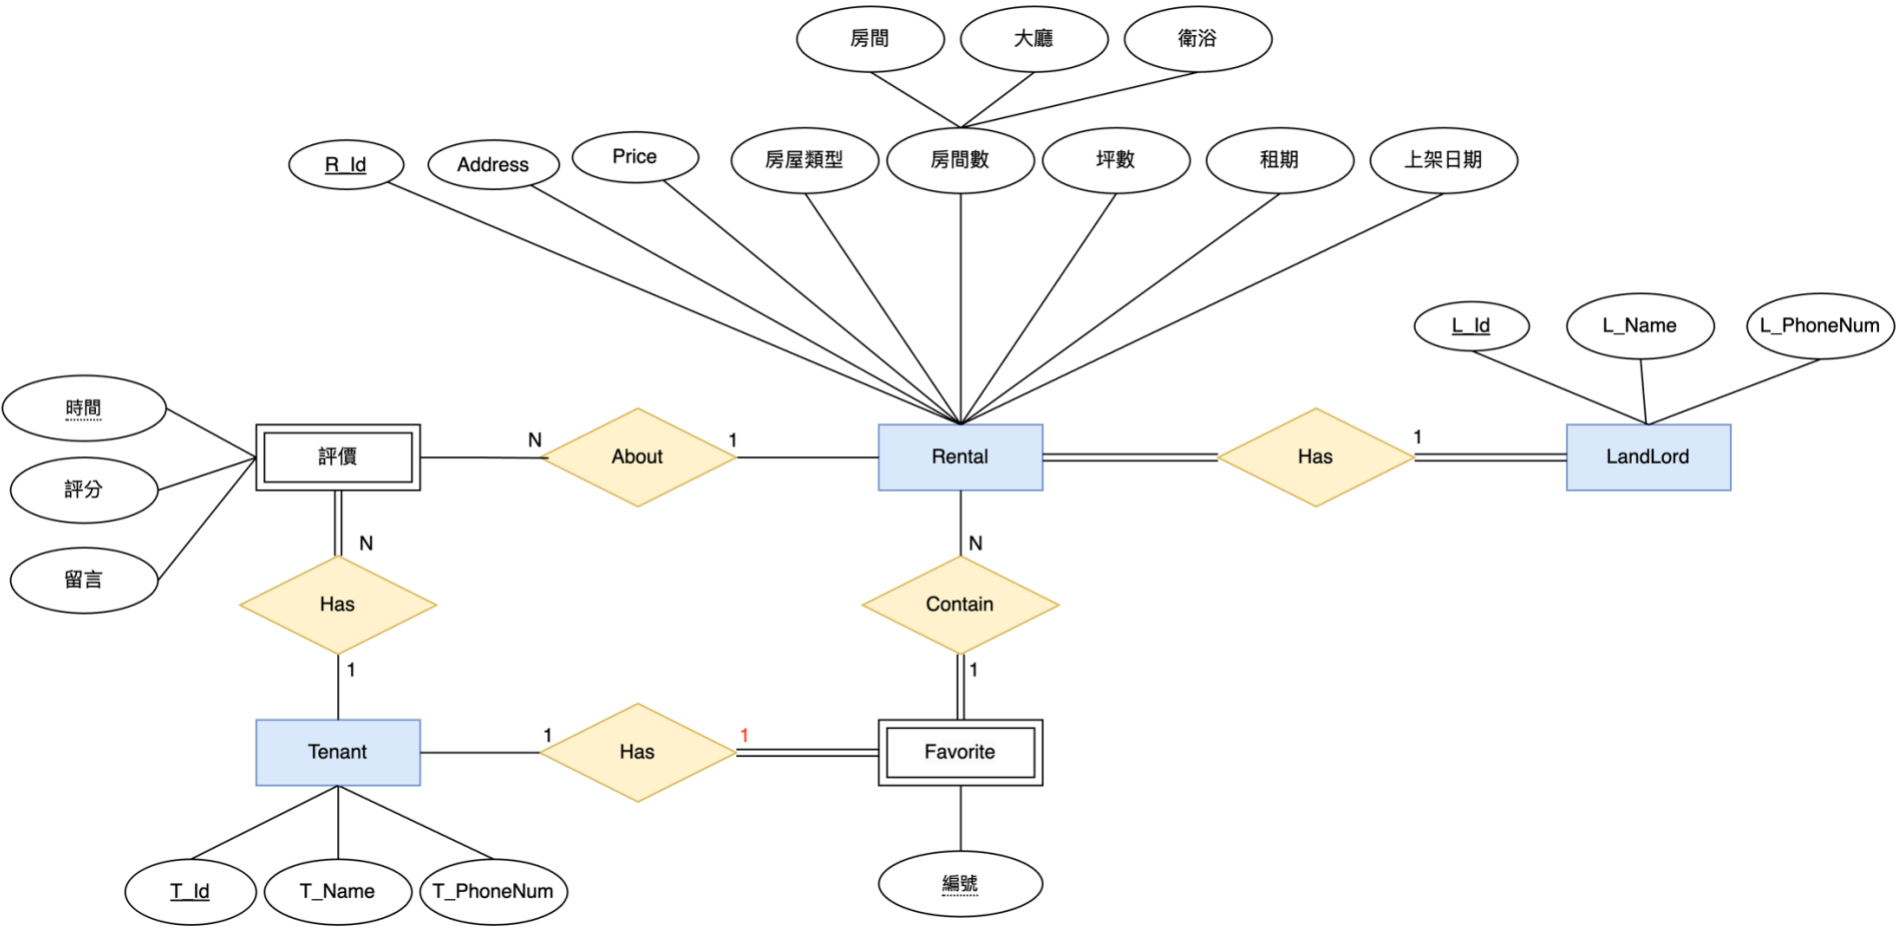 房間
大廳
衛浴
R_Id
Address
Price
房屋類型
房間數
坪數
租期
上架日期
L_Id
L_Name
L_PhoneNum
時間
評分
留言
評價
N
About
1
Rental
Has
1
LandLord
N
Has
1
N
Contain
1
Tenant
1
Has
1
Favorite
T_Id
T_Name
T_PhoneNum
編號